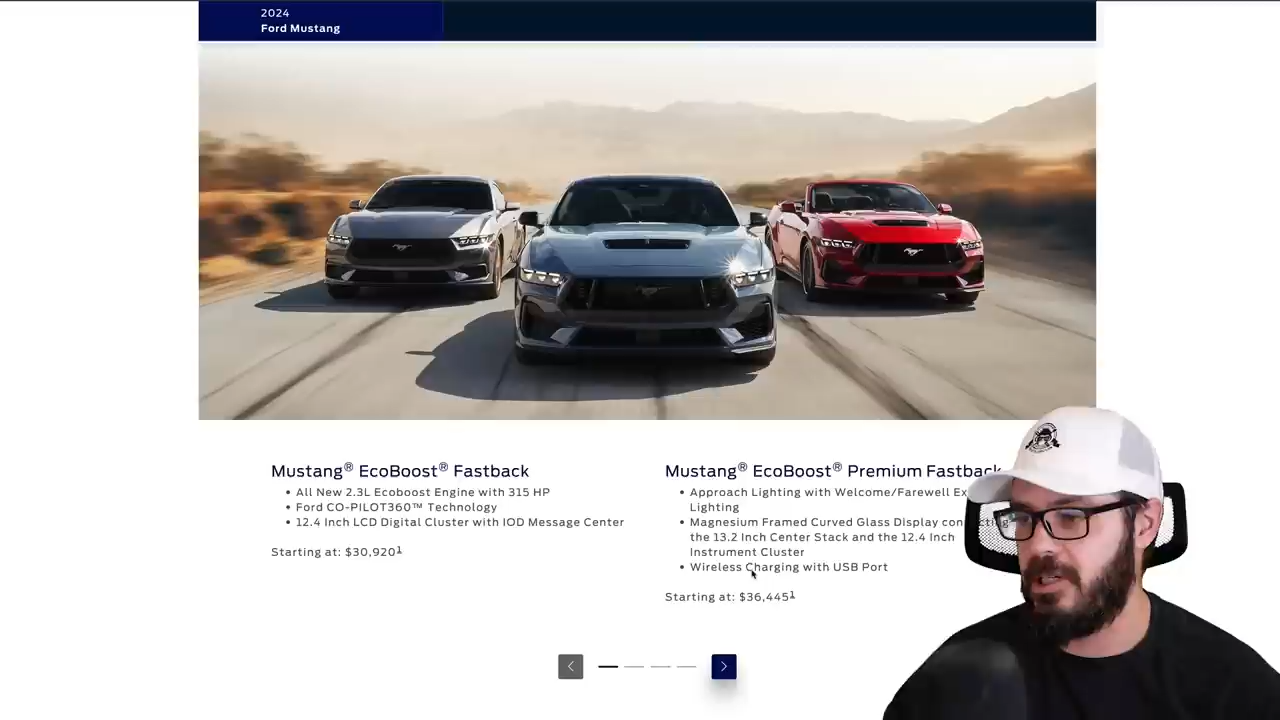 2024
Ford Mustang
Mustang® EcoBoost® Fastback
• All New 2.3L Ecoboost Engine with 315 HP
• Ford CO-PILOT360™ Technology
• 12.4 Inch LCD Digital Cluster with IOD Message Center
Starting at: $30,920¹
Mustang® EcoBoost® Premium Fastback
• Approach Lighting with Welcome/Farewell
Lighting
• Magnesium Framed Curved Glass Display
the 13.2 Inch Center Stack and the 12.4 Inch
Instrument Cluster
• Wireless Charging with USB Port
Starting at: $36,445¹